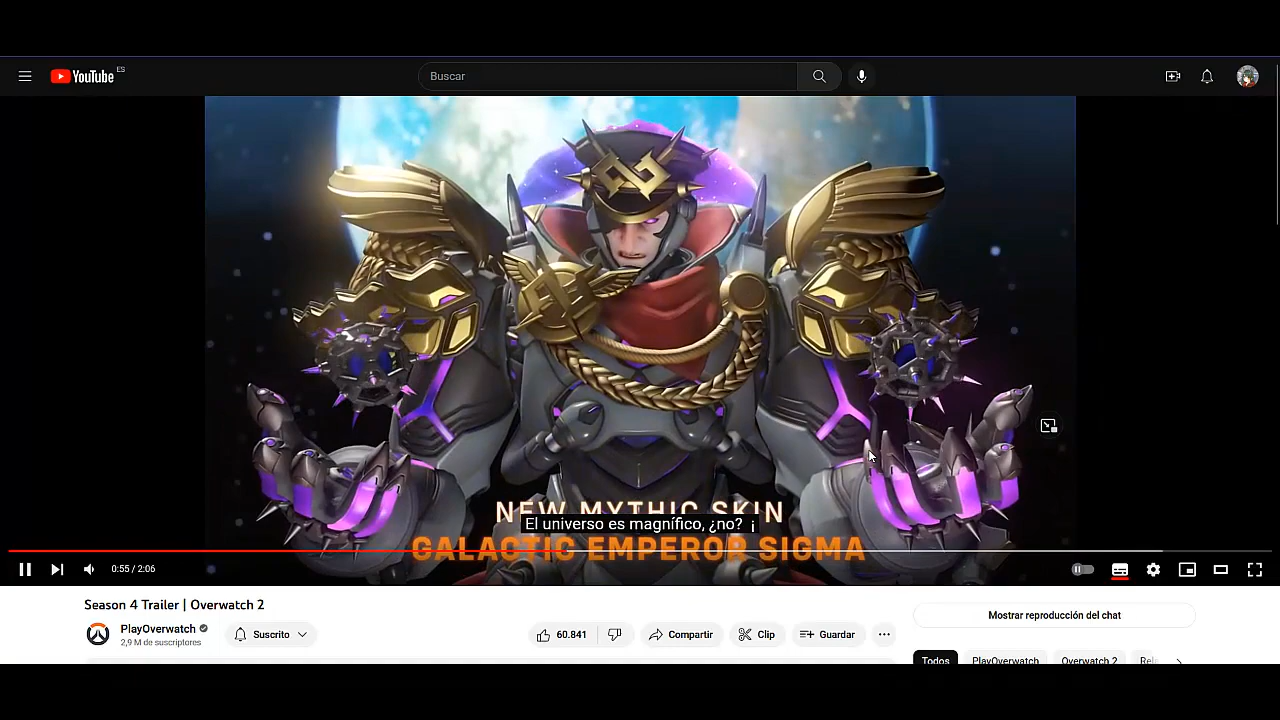 YouTube ES
Buscar
NEW MYTHIC SKIN
El universo es magnífico, ¿no? ¡
GALACTIC EMPEROR SIGMA
0:55 / 2:06
Season 4 Trailer | Overwatch 2
PlayOverwatch
2,9 M de suscriptores
Suscrito
60.841
Compartir
Clip
Guardar
Mostrar reproducción del chat
Todos
PlayOverwatch
Overwatch 2
Rela